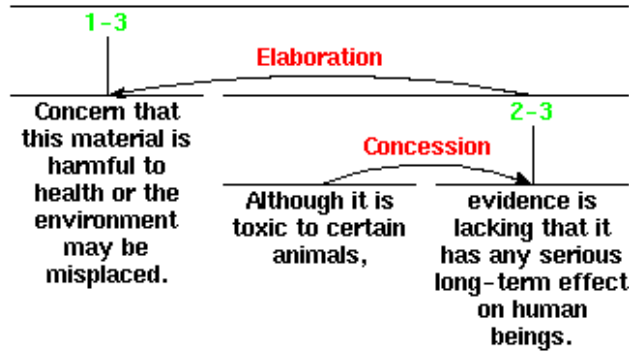 1-3
Elaboration
Concern that
this material is
harmful to
health or the
environment
may be
misplaced.
2-3
Concession
Although it is
toxic to certain
animals,
evidence is
lacking that it
has any serious
long-term effect
on human
beings.